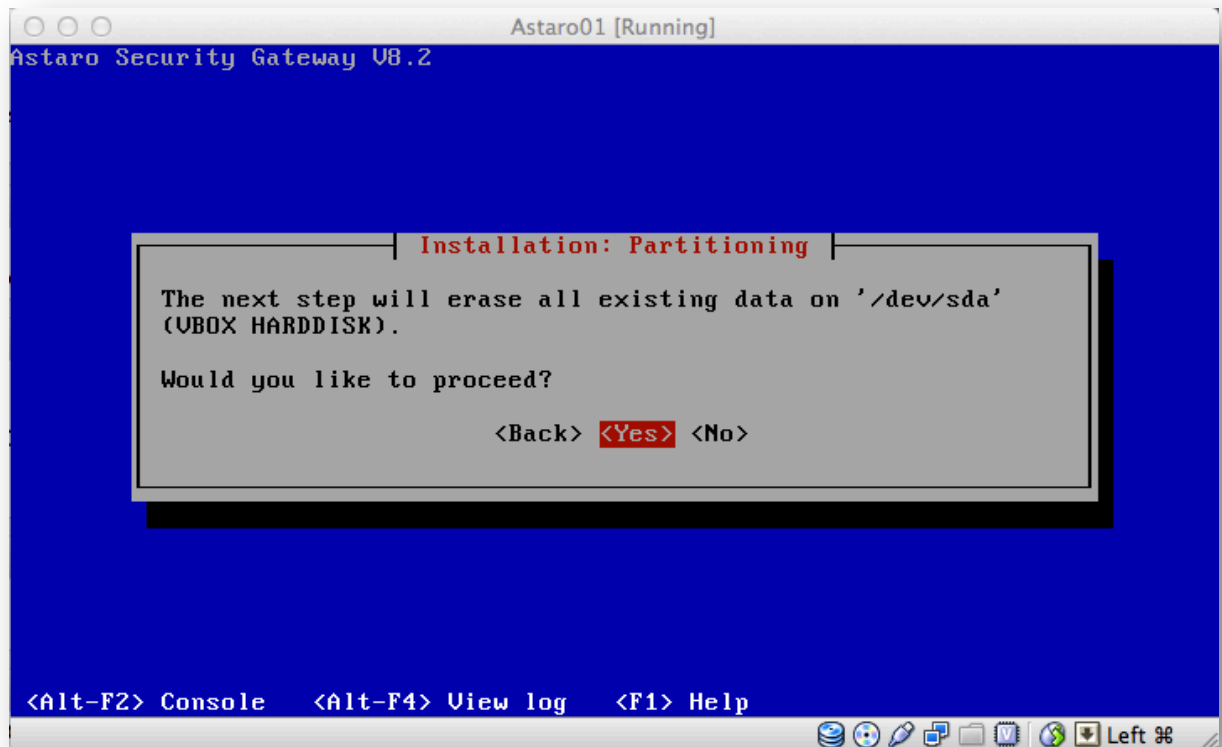 Astaro01 [Running]
Astaro Security Gateway V8.2
Installation: Partitioning
The next step will erase all existing data on '/dev/sda'
(VBOX HARDDISK).
Would you like to proceed?
<Back> <Yes> <No>
<Alt-F2> Console <Alt-F4> View log <F1> Help
Left ⌘